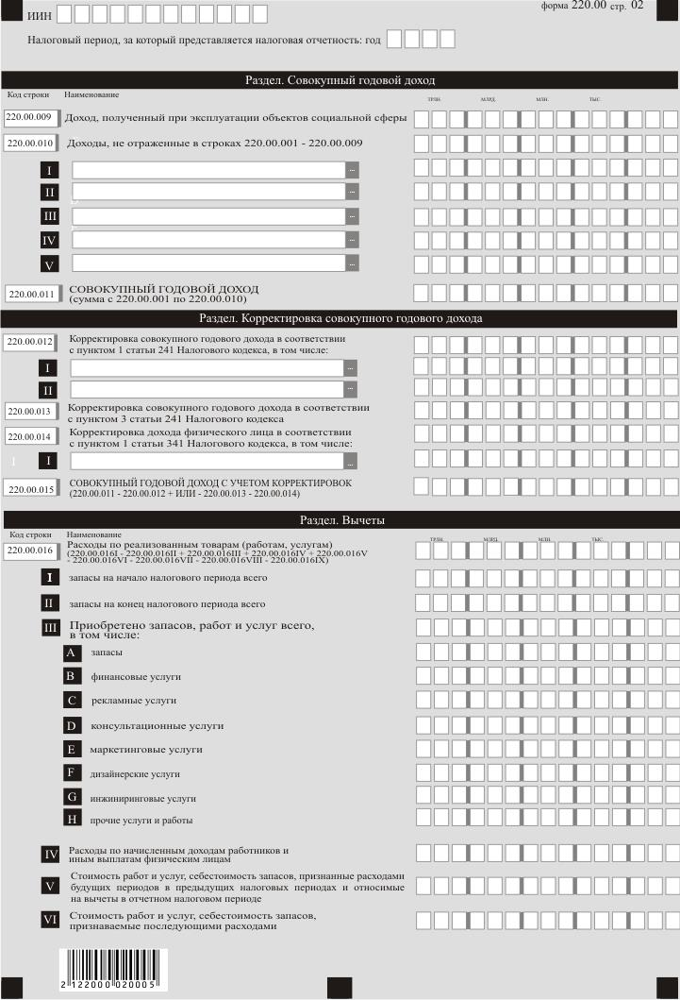 форма 220.00 стр. 02
ИИН
Налоговый период, за который представляется налоговая отчетность: год
Раздел. Совокупный годовой доход
Код строки Наименование
ТРЛН. МЛРД. МЛН. ТЫС.
220.00.009 Доход, полученный при эксплуатации объектов социальной сферы
220.00.010 Доходы, не отраженные в строках 220.00.001 - 220.00.009
I ...
II ...
III ...
IV ...
V ...
220.00.011 СОВОКУПНЫЙ ГОДОВОЙ ДОХОД
(сумма с 220.00.001 по 220.00.010)
Раздел. Корректировка совокупного годового дохода
220.00.012 Корректировка совокупного годового дохода в соответствии
с пунктом 1 статьи 241 Налогового кодекса, в том числе:
I ...
II ...
220.00.013 Корректировка совокупного годового дохода в соответствии
с пунктом 3 статьи 241 Налогового кодекса
220.00.014 Корректировка дохода физического лица в соответствии
с пунктом 1 статьи 341 Налогового кодекса, в том числе:
I I ...
220.00.015 СОВОКУПНЫЙ ГОДОВОЙ ДОХОД С УЧЕТОМ КОРРЕКТИРОВОК
(220.00.011 - 220.00.012 + ИЛИ - 220.00.013 - 220.00.014)
Раздел. Вычеты
Код строки Наименование
ТРЛН. МЛРД. МЛН. ТЫС.
220.00.016 Расходы по реализованным товарам (работам, услугам)
(220.00.016I - 220.00.016II + 220.00.016III + 220.00.016IV + 220.00.016V
- 220.00.016VI - 220.00.016VII - 220.00.016VIII - 220.00.016IX)
I запасы на начало налогового периода всего
II запасы на конец налогового периода всего
III Приобретено запасов, работ и услуг всего,
в том числе:
A запасы
B финансовые услуги
C рекламные услуги
D консультационные услуги
E маркетинговые услуги
F дизайнерские услуги
G инжиниринговые услуги
H прочие услуги и работы
IV Расходы по начисленным доходам работников и
иным выплатам физическим лицам
V Стоимость работ и услуг, себестоимость запасов, признанные расходами
будущих периодов в предыдущих налоговых периодах и относимые
на вычеты в отчетном налоговом периоде
VI Стоимость работ и услуг, себестоимость запасов,
признаваемые последующими расходами
2 122000 020005